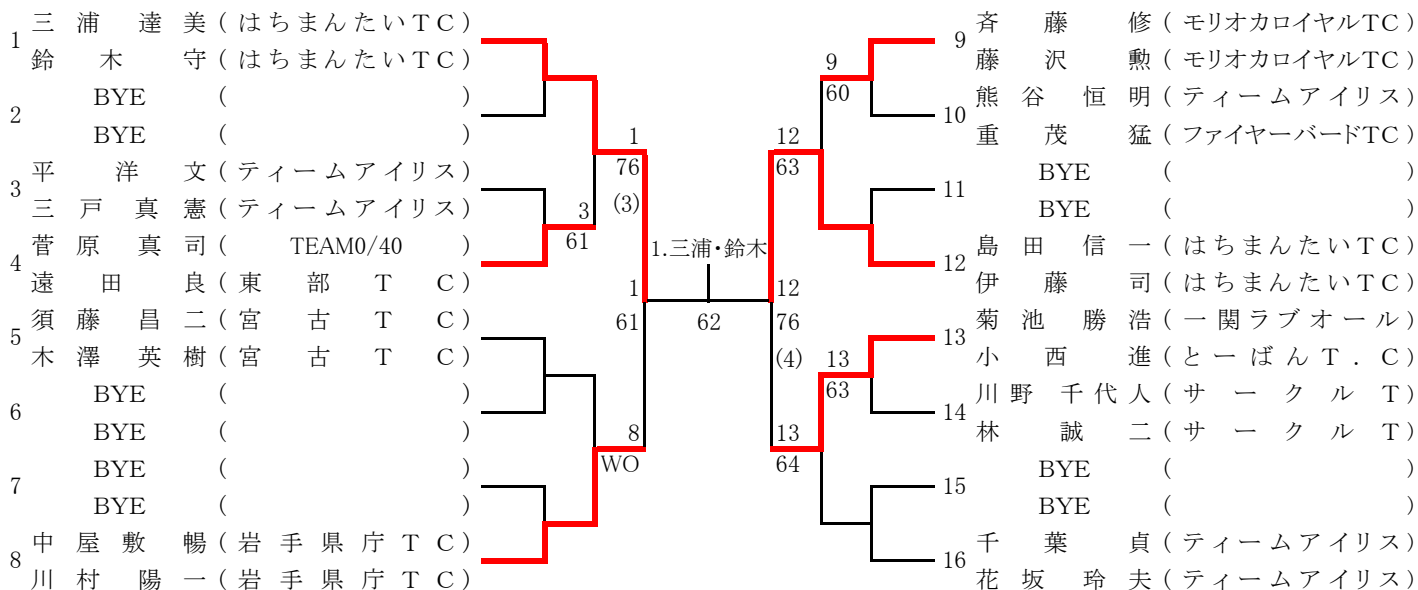 1 三浦達美(はちまんたいTC)
鈴木守(はちまんたいTC)
2 BYE ( )
BYE ( )
3 平洋文(ティームアイリス)
三戸真憲(ティームアイリス)
4 菅原真司( TEAM0/40 )
遠田良(東部TC)
5 須藤昌二(宮古TC)
木澤英樹(宮古TC)
6 BYE ( )
BYE ( )
7 BYE ( )
BYE ( )
8 中屋敷暢(岩手県庁TC)
川村陽一(岩手県庁TC)
3
61
1
76
(3)
1
61
8
WO
1.三浦・鈴木
62
9
60
12
63
12
76
(4)
13
63
13
64
9 斉藤修(モリオカロイヤルTC)
藤沢勲(モリオカロイヤルTC)
10 熊谷恒明(ティームアイリス)
重茂猛(ファイヤーバードTC)
11 BYE ( )
BYE ( )
12 島田信一(はちまんたいTC)
伊藤司(はちまんたいTC)
13 菊池勝浩(一関ラブオール)
小西進(とーばんT.C)
14 川野千代人(サークルT)
林誠二(サークルT)
15 BYE ( )
BYE ( )
16 千葉貞(ティームアイリス)
花坂玲夫(ティームアイリス)